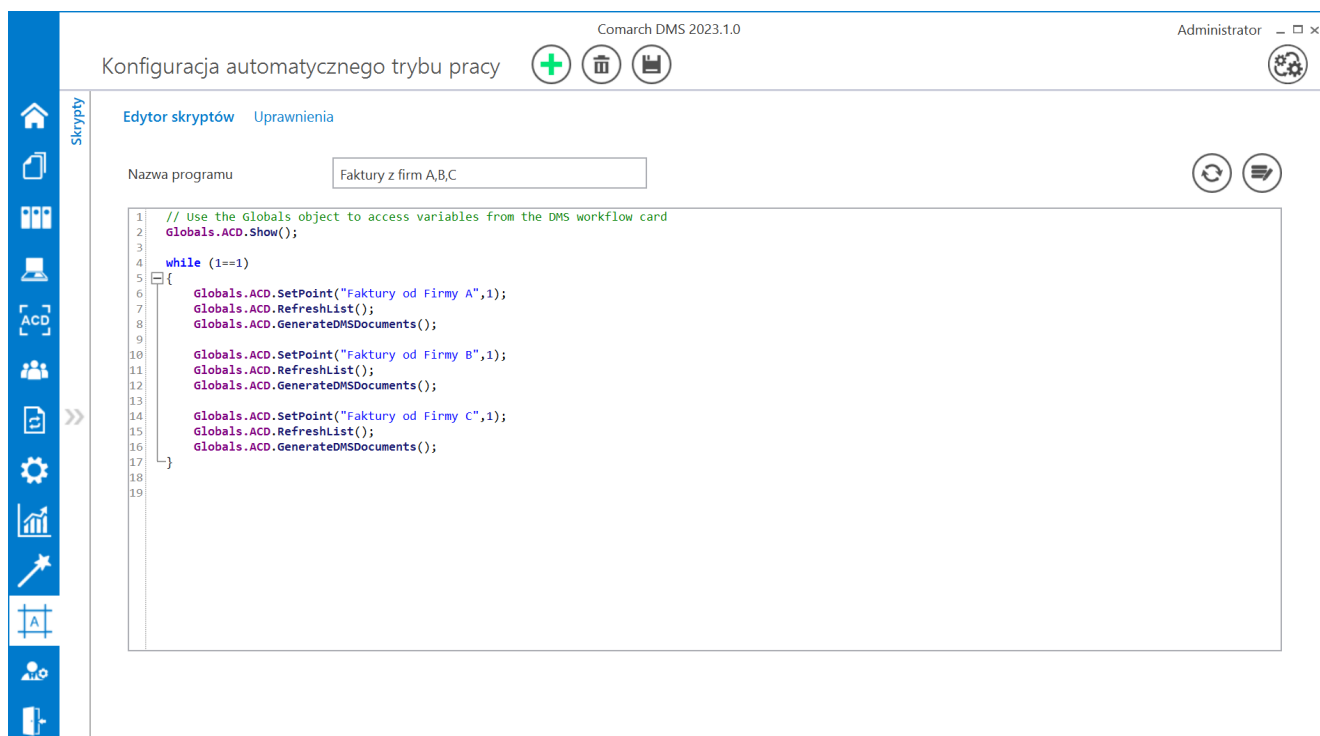 Comarch DMS 2023.1.0
Administrator
Konfiguracja automatycznego trybu pracy
Skrypty
Edytor skryptów Uprawnienia
Nazwa programu Faktury z firm A,B,C
1 // Use the Globals object to access variables from the DMS workflow card
2 Globals.ACD.Show();
3
4 while (1==1)
5 {
6 Globals.ACD.SetPoint("Faktury od Firmy A",1);
7 Globals.ACD.RefreshList();
8 Globals.ACD.GenerateDMSDocuments();
9
10 Globals.ACD.SetPoint("Faktury od Firmy B",1);
11 Globals.ACD.RefreshList();
12 Globals.ACD.GenerateDMSDocuments();
13
14 Globals.ACD.SetPoint("Faktury od Firmy C",1);
15 Globals.ACD.RefreshList();
16 Globals.ACD.GenerateDMSDocuments();
17 }
18
19
ACD
A